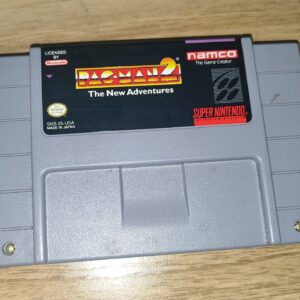 LICENSED
BY
Nintendo
namco
The Game Creator
PAC-MAN 2
The New Adventures
SNS-25-USA
MADE IN JAPAN
SUPER NINTENDO